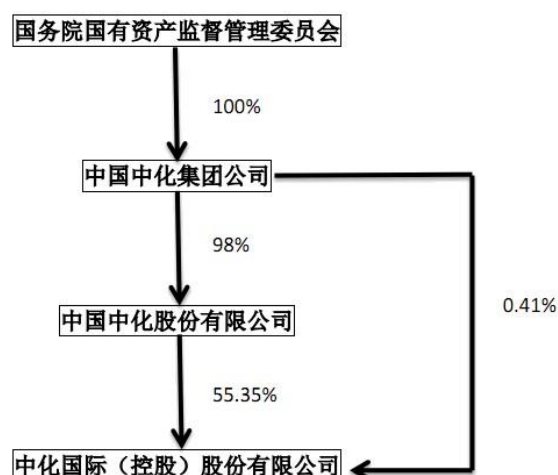 国务院国有资产监督管理委员会
100%
中国中化集团公司
98%
0.41%
中国中化股份有限公司
55.35%
中化国际（控股）股份有限公司